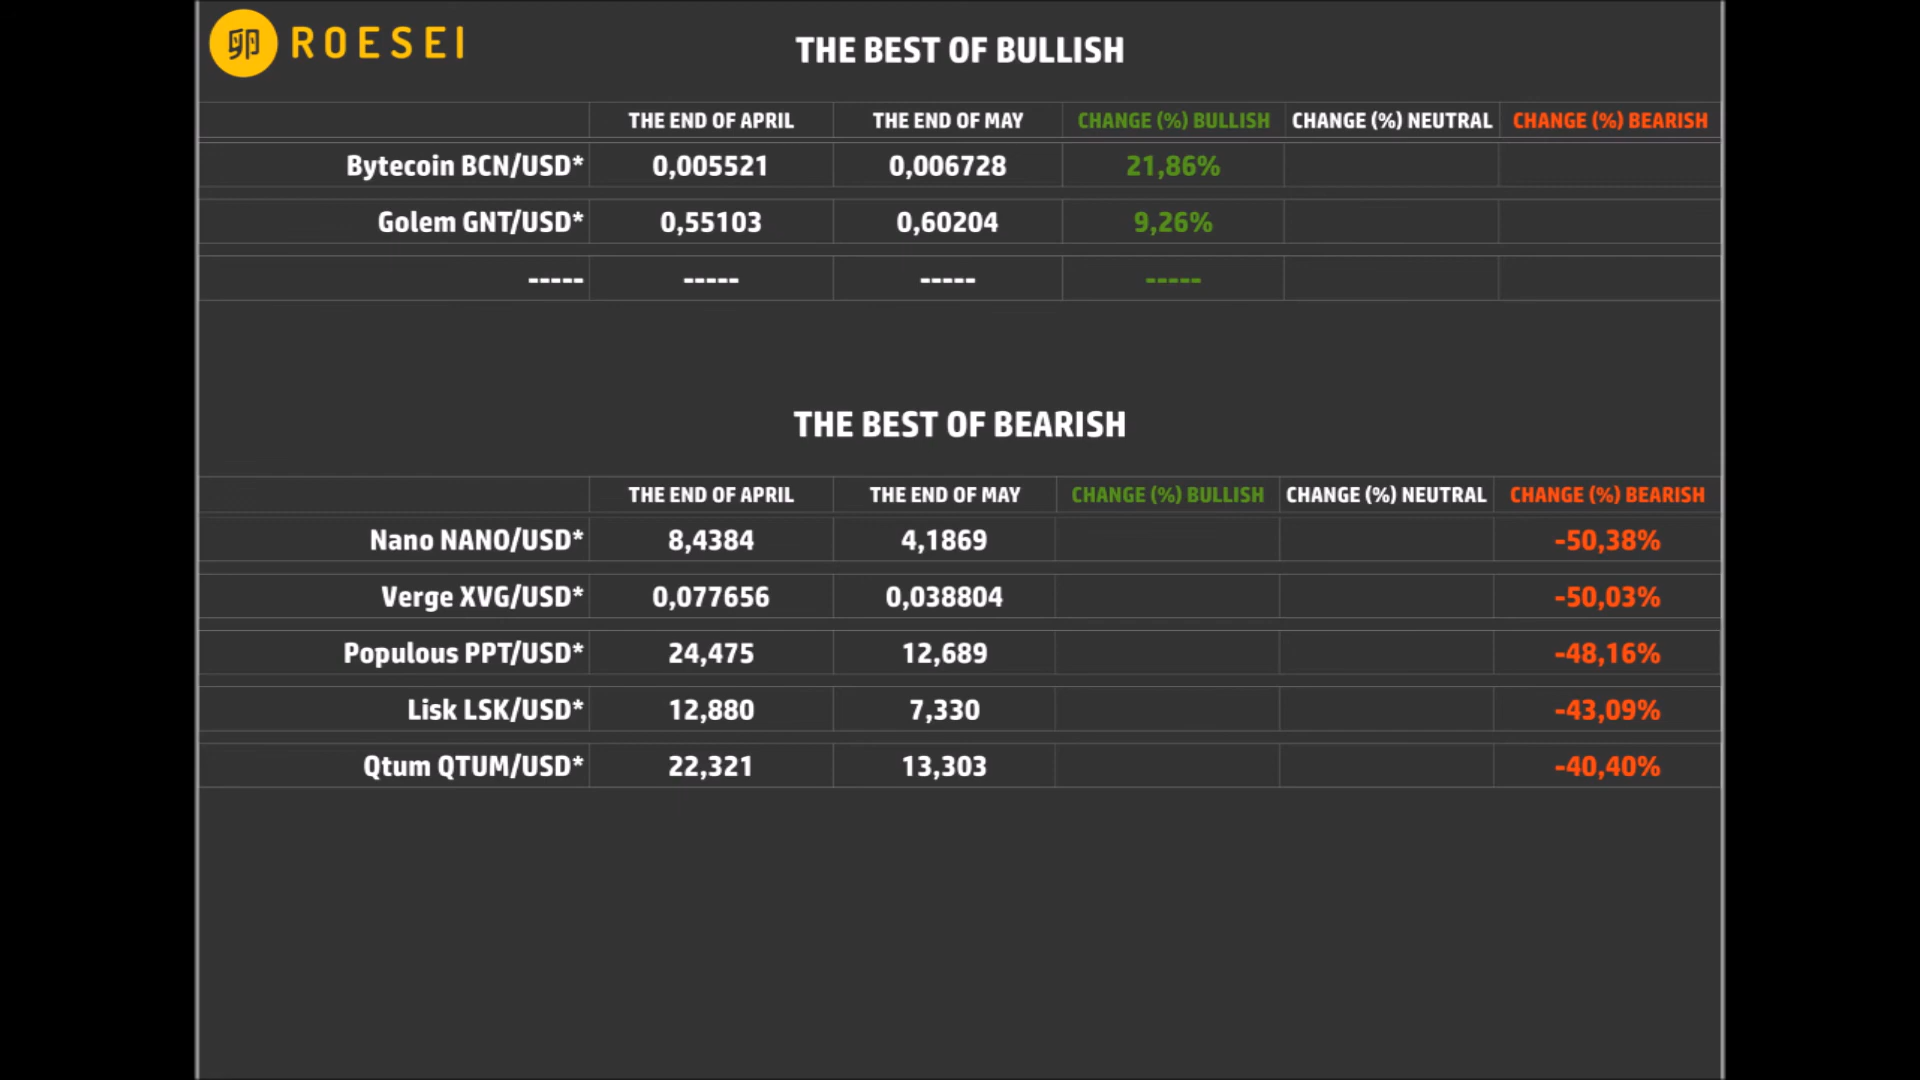 卵 ROESEI
THE BEST OF BULLISH
THE END OF APRIL THE END OF MAY CHANGE (%) BULLISH CHANGE (%) NEUTRAL CHANGE (%) BEARISH
Bytecoin BCN/USD* 0,005521 0,006728 21,86%
Golem GNT/USD* 0,55103 0,60204 9,26%
----- ----- ----- -----
THE BEST OF BEARISH
THE END OF APRIL THE END OF MAY CHANGE (%) BULLISH CHANGE (%) NEUTRAL CHANGE (%) BEARISH
Nano NANO/USD* 8,4384 4,1869 -50,38%
Verge XVG/USD* 0,077656 0,038804 -50,03%
Populous PPT/USD* 24,475 12,689 -48,16%
Lisk LSK/USD* 12,880 7,330 -43,09%
Qtum QTUM/USD* 22,321 13,303 -40,40%